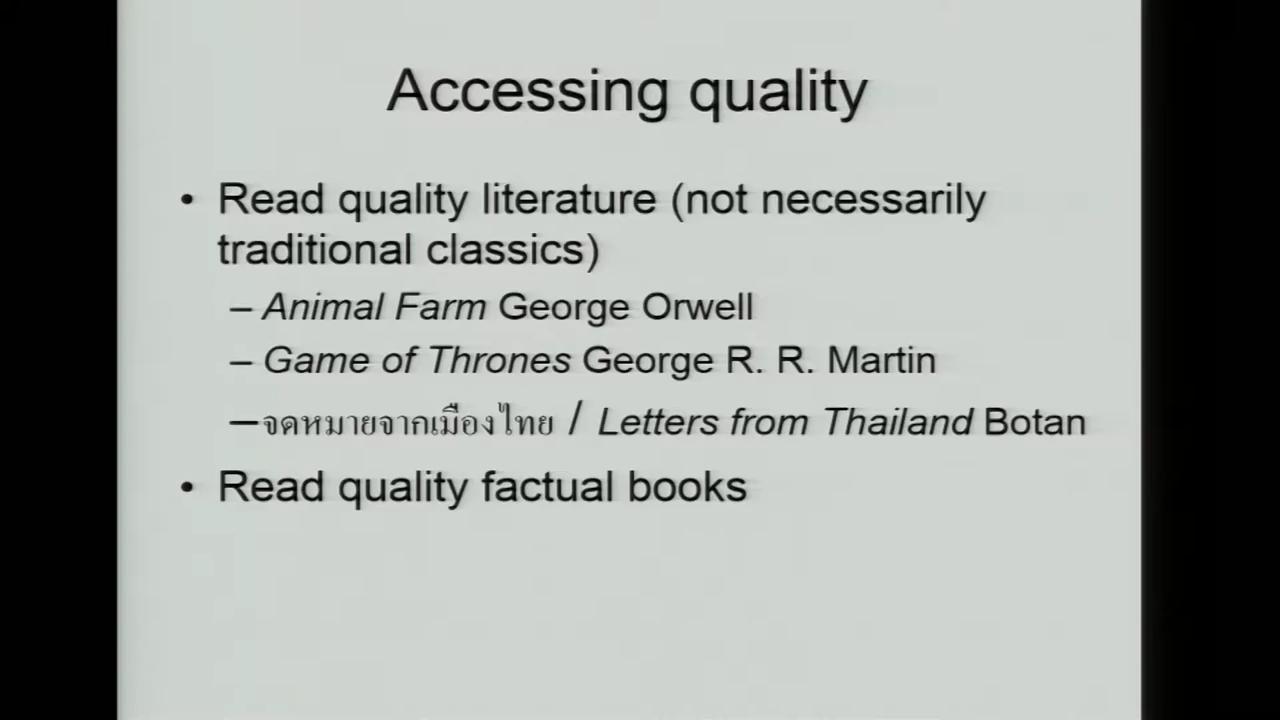 Accessing quality
• Read quality literature (not necessarily
traditional classics)
– Animal Farm George Orwell
– Game of Thrones George R. R. Martin
– จดหมายจากเมืองไทย / Letters from Thailand Botan
• Read quality factual books